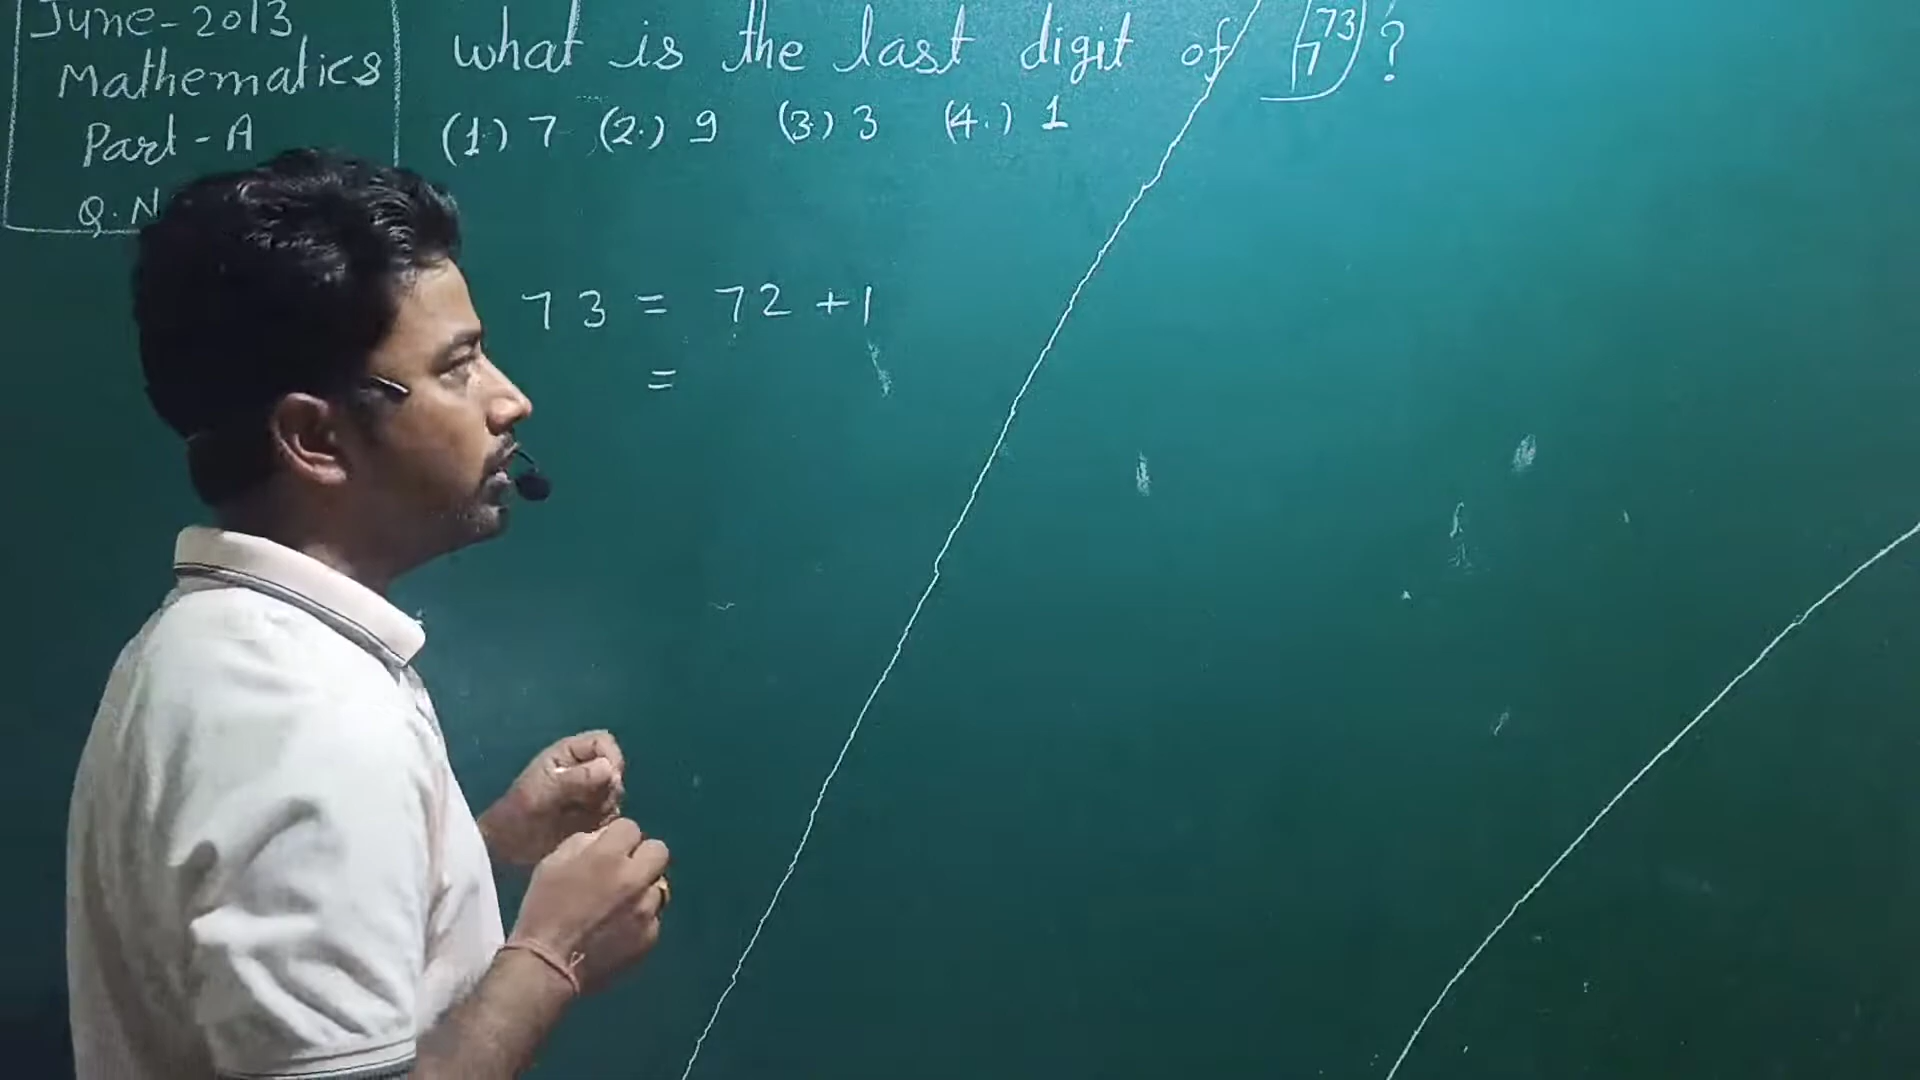 June-2013
Mathematics
Part-A
Q.N
what is the last digit of 7^73?
(1.) 7 (2.) 9 (3.) 3 (4.) 1
73 = 72 +1
=